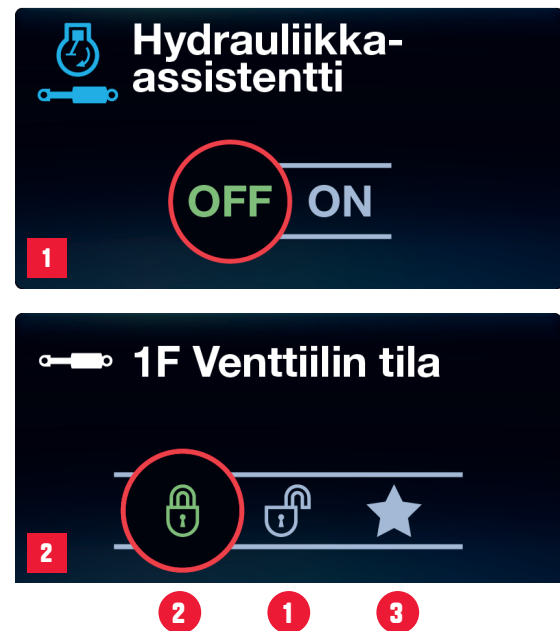 Hydrauliikka-
assistentti
OFF ON
1
1F Venttiilin tila
2
2 1 3